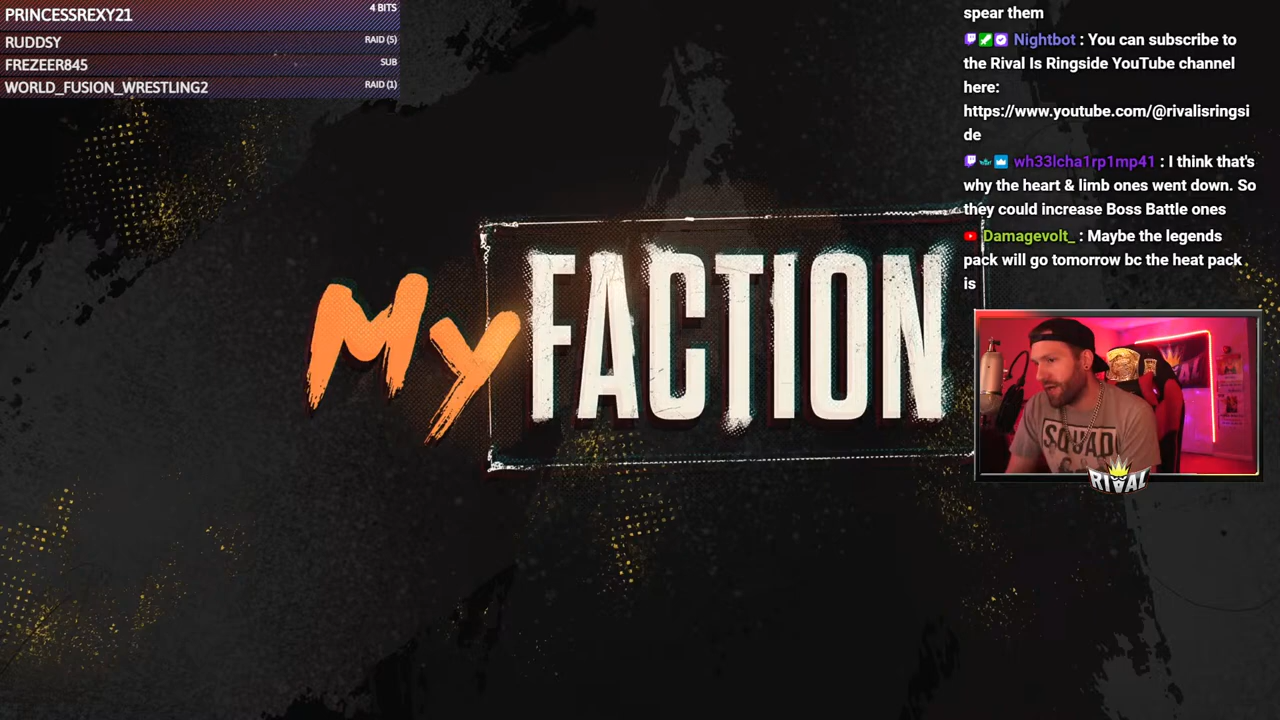 PRINCESSREXY21 4 BITS
RUDDSY RAID (5)
FREZEER845 SUB
WORLD_FUSION_WRESTLING2 RAID (1)
spear them
Nightbot : You can subscribe to
the Rival Is Ringside YouTube channel
here:
https://www.youtube.com/@rivalisringsi
de
wh33lcha1rp1mp41 : I think that's
why the heart & limb ones went down. So
they could increase Boss Battle ones
Damagevolt_ : Maybe the legends
pack will go tomorrow bc the heat pack
is
My FACTION
SQUAD
RIVAL